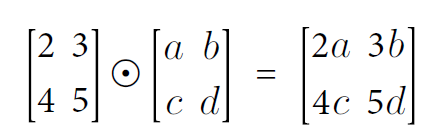 [2 3] ⊙ [a b] = [2a 3b]
[4 5] [c d] [4c 5d]